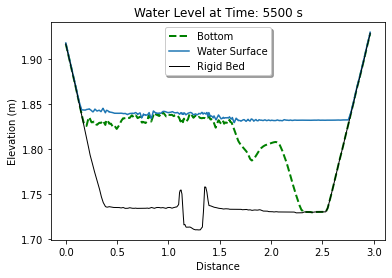 Water Level at Time: 5500 s
Bottom
Water Surface
Rigid Bed
Elevation (m)
1.90
1.85
1.80
1.75
1.70
0.0 0.5 1.0 1.5 2.0 2.5 3.0
Distance